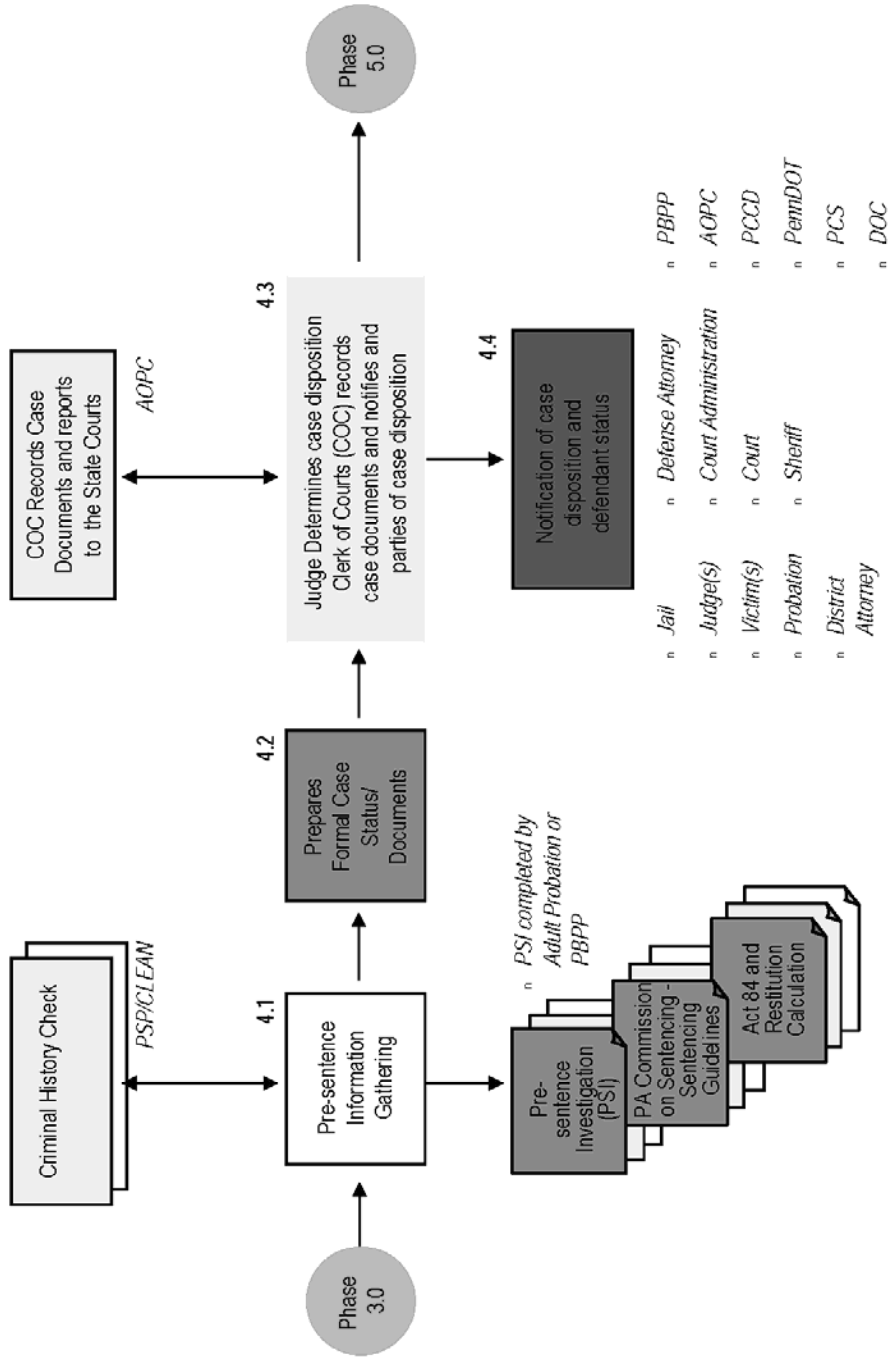 Criminal History Check
PSP/CLEAN
COC Records Case
Documents and reports
to the State Courts
AOPC
Phase
3.0
4.1
Pre-sentence
Information
Gathering
4.2
Prepares
Formal Case
Status/
Documents
4.3
Judge Determines case disposition
Clerk of Courts (COC) records
case documents and notifies and
parties of case disposition
Phase
5.0
Pre-
sentence
Investigation
(PSI)
PA Commission
on Sentencing -
Sentencing
Guidelines
Act 84 and
Restitution
Calculation
n PSI completed by
Adult Probation or
PBPP
4.4
Notification of case
disposition and
defendant status
n Jail
n Judge(s)
n Victim(s)
n Probation
n District
Attorney
n Defense Attorney
n Court Administration
n Court
n Sheriff
n PBPP
n AOPC
n PCCD
n PennDOT
n PCS
n DOC